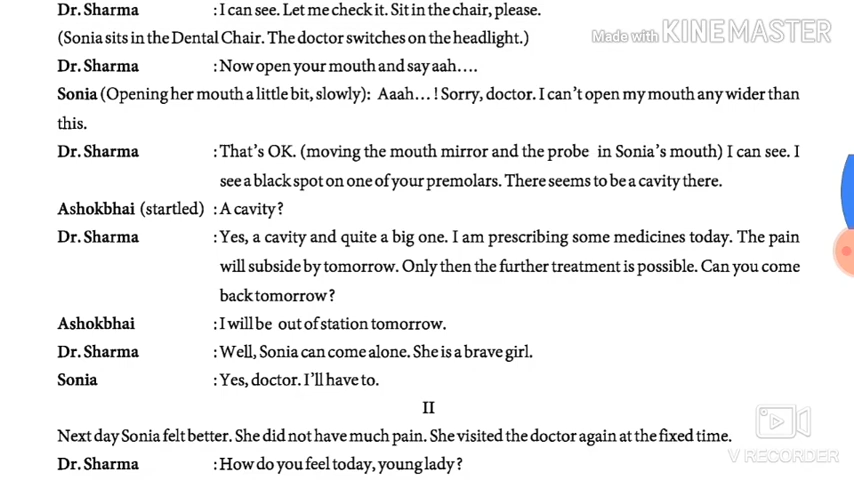 Dr. Sharma : I can see. Let me check it. Sit in the chair, please.
Made with KINEMASTER
(Sonia sits in the Dental Chair. The doctor switches on the headlight.)
Dr. Sharma : Now open your mouth and say aah….
Sonia (Opening her mouth a little bit, slowly): Aaah… ! Sorry, doctor. I can't open my mouth any wider than
this.
Dr. Sharma : That's OK. (moving the mouth mirror and the probe in Sonia's mouth) I can see. I
see a black spot on one of your premolars. There seems to be a cavity there.
Ashokbhai (startled) : A cavity?
Dr. Sharma : Yes, a cavity and quite a big one. I am prescribing some medicines today. The pain
will subside by tomorrow. Only then the further treatment is possible. Can you come
back tomorrow?
Ashokbhai : I will be out of station tomorrow.
Dr. Sharma : Well, Sonia can come alone. She is a brave girl.
Sonia : Yes, doctor. I'll have to.
II
Next day Sonia felt better. She did not have much pain. She visited the doctor again at the fixed time.
V RECORDER
Dr. Sharma : How do you feel today, young lady?